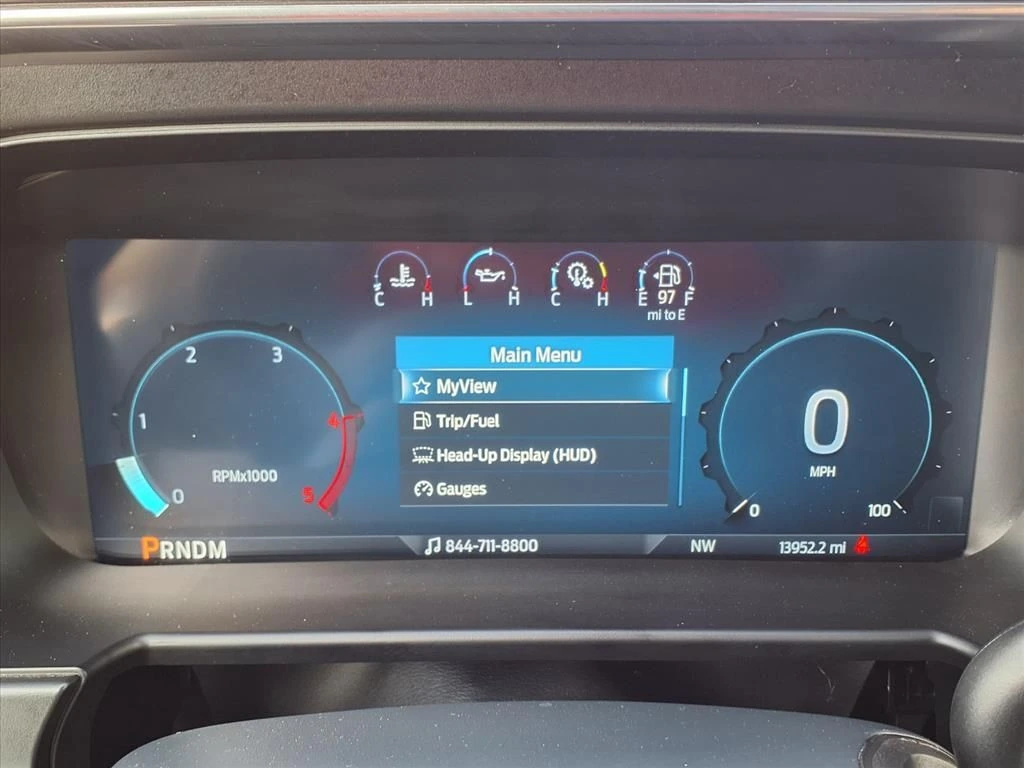 C H L H C H E 97 F
mi to E
2 3
1 4
0 5
RPMx1000
Main Menu
MyView
Trip/Fuel
Head-Up Display (HUD)
Gauges
0
MPH
0 100
PRNDM
844-711-8800
NW
13952.2 mi